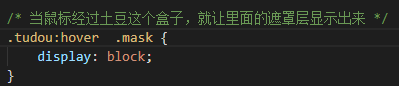 /* 当鼠标经过土豆这个盒子，就让里面的遮罩层显示出来 */
.tudou:hover  .mask {
    display: block;
}